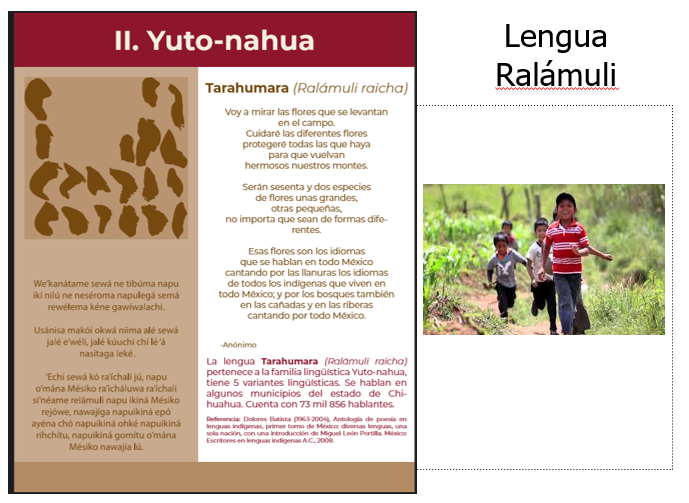 II. Yuto-nahua
We'kanátame sewá ne tibúma napu
ikí nilú ne neséroma napulegá semá
rewélema kéne gawiwalachi.
Usánisa makói okwá níima alé sewá
jalé e'wéli, jalé kúuchi chí lé 'á
nasítaga leké.
'Echi sewá kó ra'íchali jú, napu
o'mána Mésiko ra'ícháluwa ra'íchali
si'néame relámuli napu ikiná Mésiko
rejówe, nawajíga napuikiná epó
ayéna chó napuikiná ohké napuikiná
rihchítu, napuikiná gomítu o'mána
Mésiko nawajía lú.
Tarahumara (Ralámuli raicha)
Voy a mirar las flores que se levantan
en el campo.
Cuidaré las diferentes flores
protegeré todas las que haya
para que vuelvan
hermosos nuestros montes.
Serán sesenta y dos especies
de flores unas grandes,
otras pequeñas,
no importa que sean de formas dife-
rentes.
Esas flores son los idiomas
que se hablan en todo México
cantando por las llanuras los idiomas
de todos los indígenas que viven en
todo México; y por los bosques también
en las cañadas y en las riberas
cantando por todo México.
-Anónimo
La lengua Tarahumara (Ralámuli raicha)
pertenece a la familia lingüística Yuto-nahua,
tiene 5 variantes lingüísticas. Se hablan en
algunos municipios del estado de Chi-
huahua. Cuenta con 73 mil 856 hablantes.
Referencia: Dolores Batista (1963-2004), Antología de poesía en
lenguas indígenas, primer tomo de México: diversas lenguas, una
sola nación, con una introducción de Miguel León Portilla. México:
Escritores en lenguas indígenas A.C., 2008.
Lengua
Ralámuli